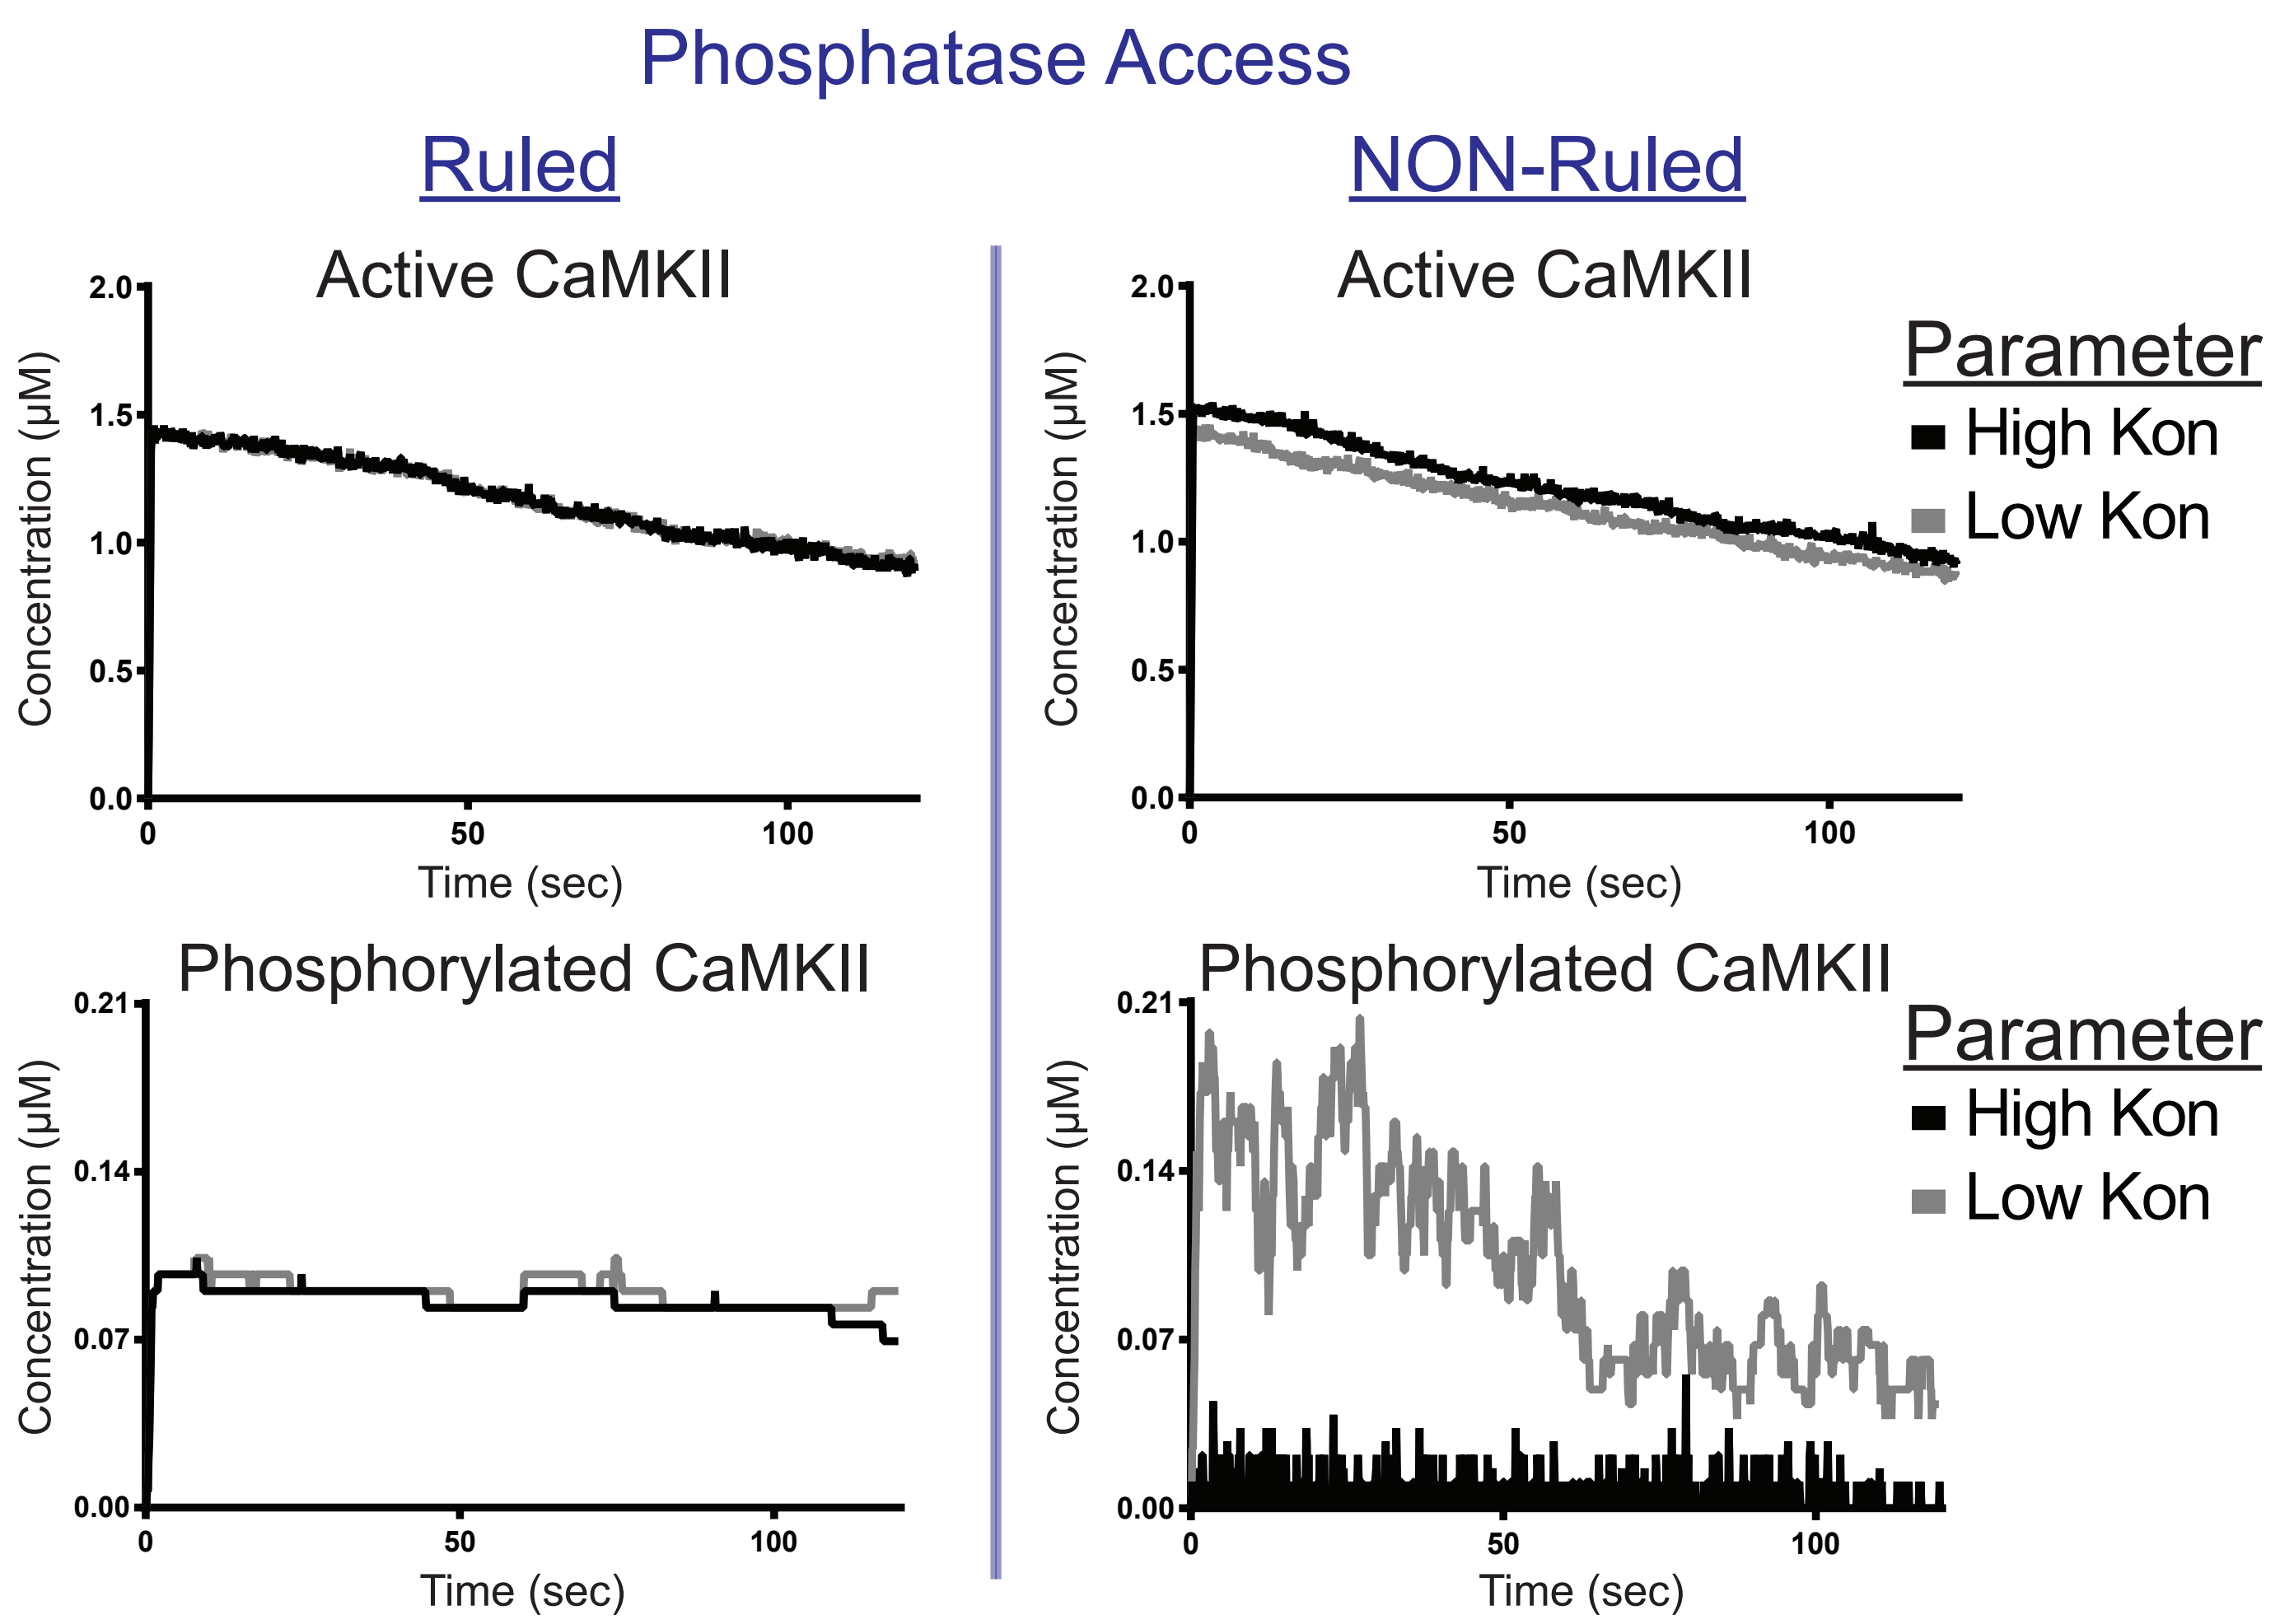 Phosphatase Access
Ruled
NON-Ruled
Active CaMKII
Concentration (µM)
2.0
1.5
1.0
0.5
0.0
0
50
100
Time (sec)
Active CaMKII
Concentration (µM)
2.0
1.5
1.0
0.5
0.0
0
50
100
Time (sec)
Parameter
High Kon
Low Kon
Phosphorylated CaMKII
Concentration (µM)
0.21
0.14
0.07
0.00
0
50
100
Time (sec)
Phosphorylated CaMKII
Concentration (µM)
0.21
0.14
0.07
0.00
0
50
100
Time (sec)
Parameter
High Kon
Low Kon